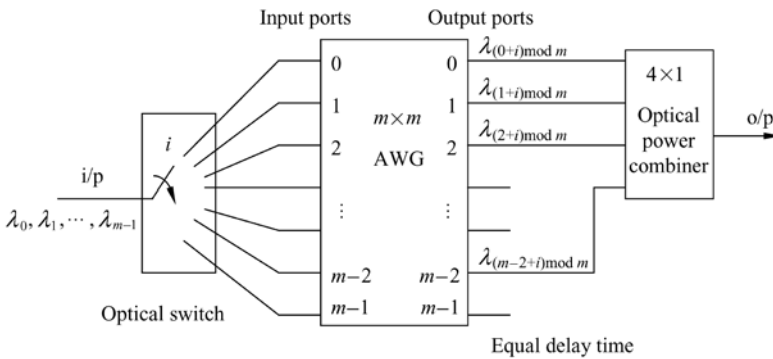 Input ports
Output ports
0
1
2
⋮
m−2
m−1
m×m
AWG
0
1
2
⋮
m−2
m−1
λ(0+i)mod m
λ(1+i)mod m
λ(2+i)mod m
λ(m−2+i)mod m
4×1
Optical
power
combiner
o/p
i
i/p
λ0, λ1, ⋯ , λm−1
Optical switch
Equal delay time